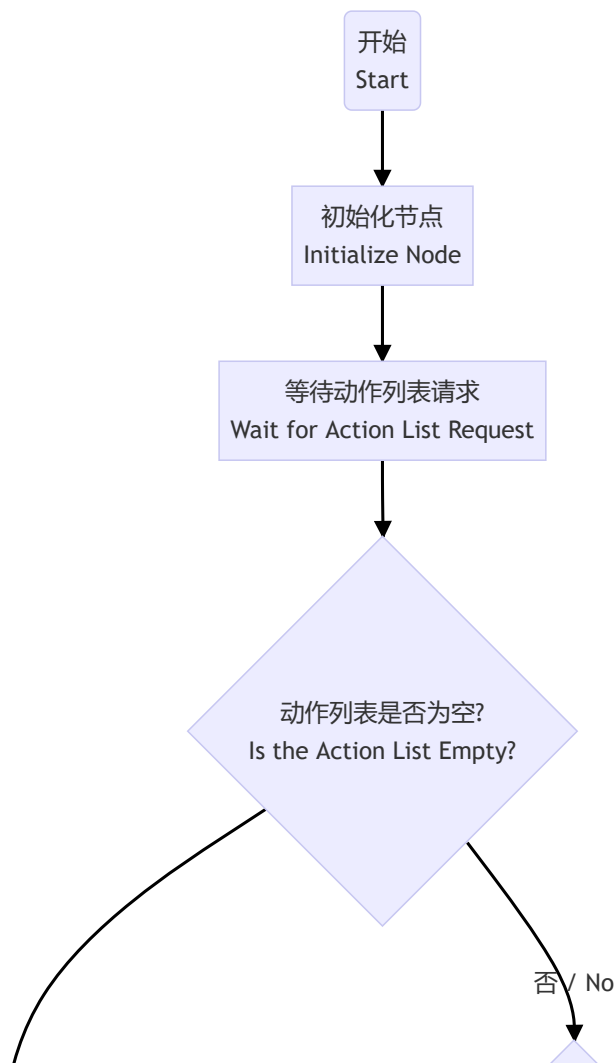 开始
Start
初始化节点
Initialize Node
等待动作列表请求
Wait for Action List Request
动作列表是否为空?
Is the Action List Empty?
否 / No